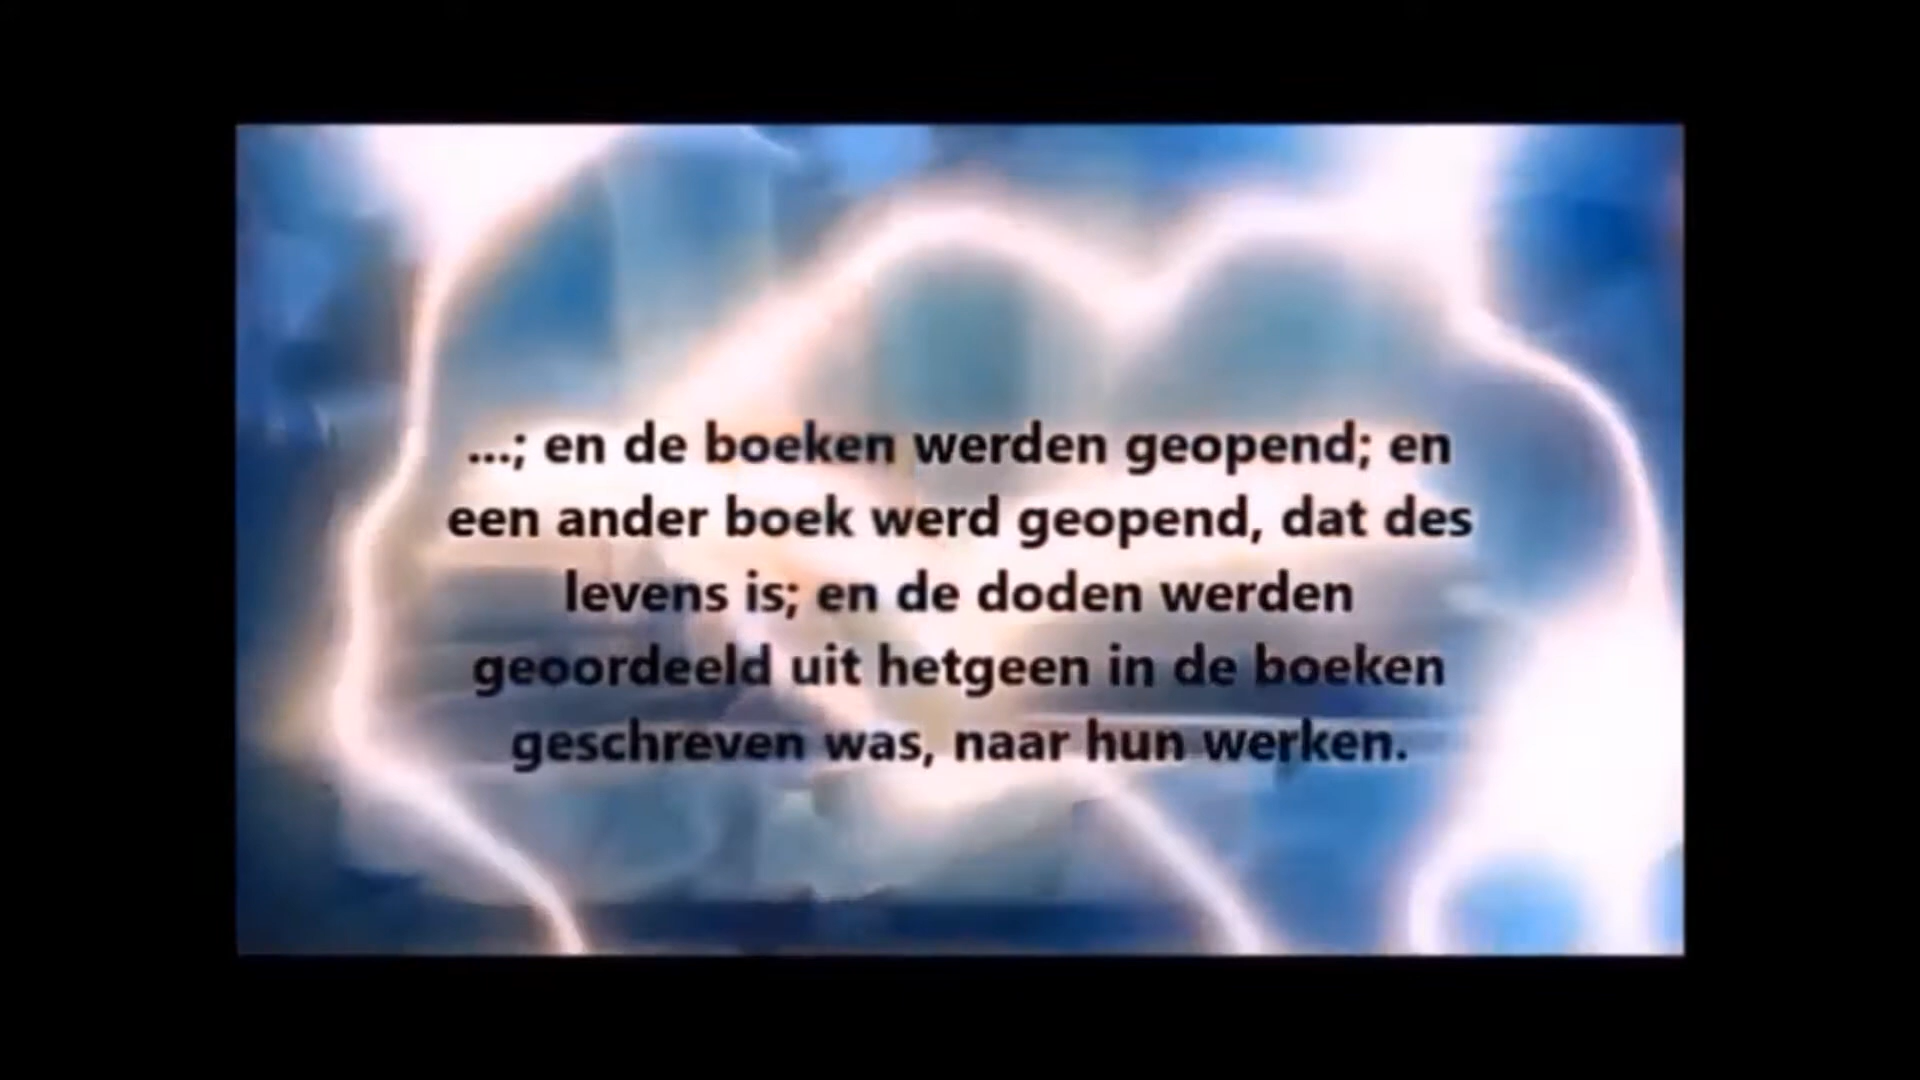 ...; en de boeken werden geopend; en
een ander boek werd geopend, dat des
levens is; en de doden werden
geoordeeld uit hetgeen in de boeken
geschreven was, naar hun werken.